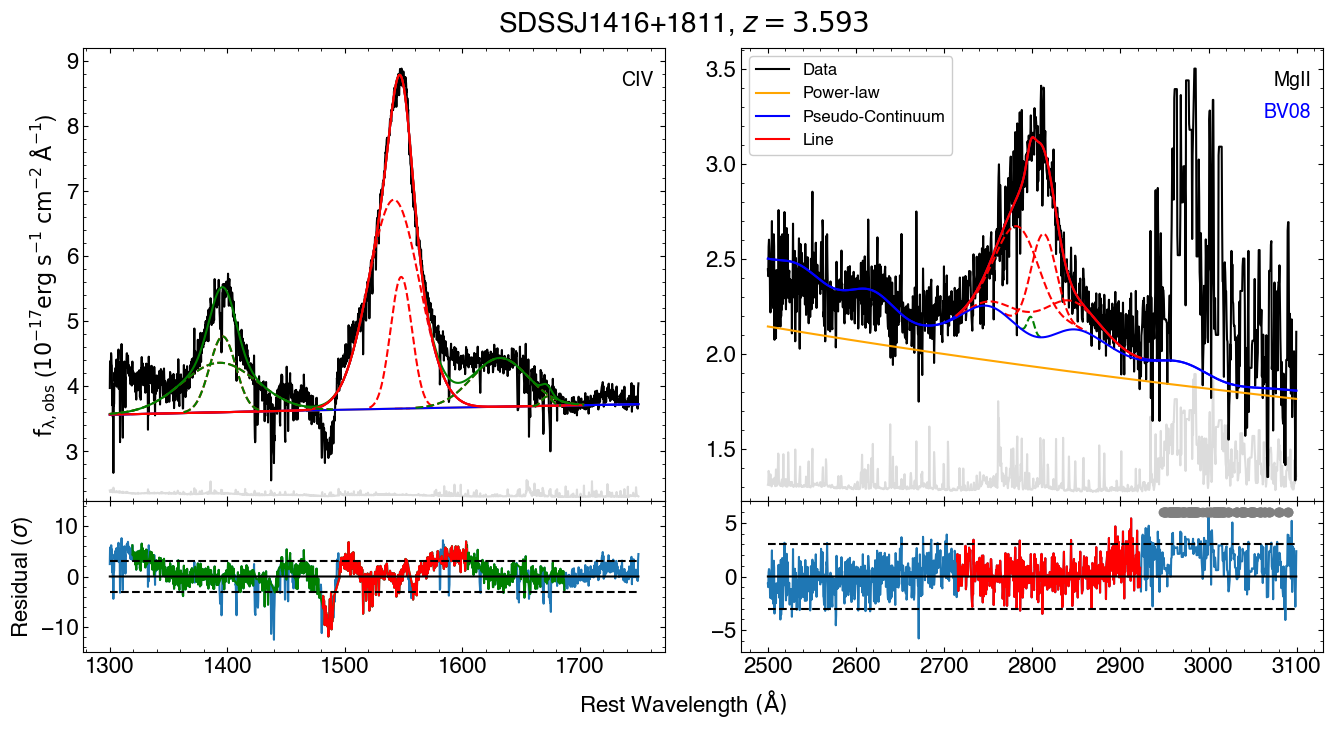 SDSSJ1416+1811, z = 3.593
CIV
9
8
7
6
5
4
3
f_λ,obs (10⁻¹⁷erg s⁻¹ cm⁻² Å⁻¹)
Data
Power-law
Pseudo-Continuum
Line
MgII
BV08
3.5
3.0
2.5
2.0
1.5
10
0
−10
Residual (σ)
5
0
−5
1300 1400 1500 1600 1700
2500 2600 2700 2800 2900 3000 3100
Rest Wavelength (Å)